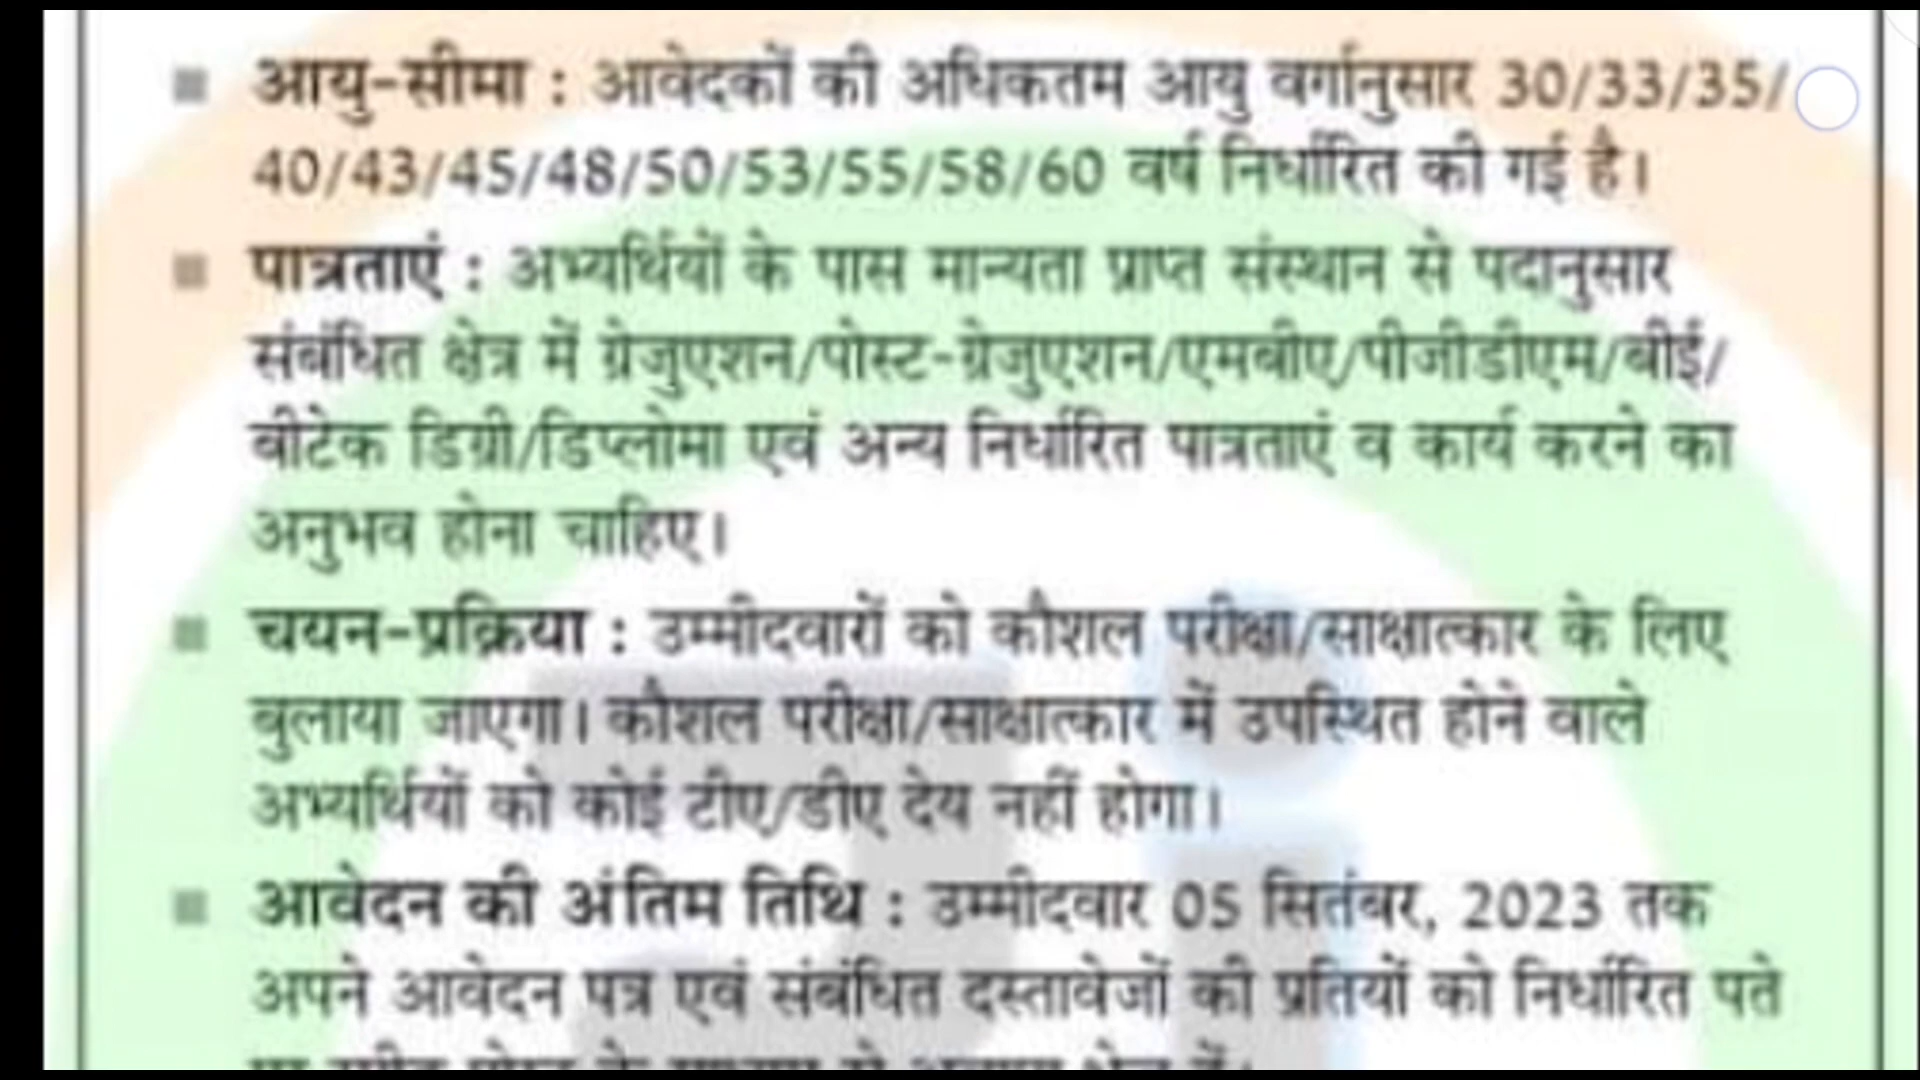 ■ आयु-सीमा : आवेदकों की अधिकतम आयु वर्गानुसार 30/33/35/
40/43/45/48/50/53/55/58/60 वर्ष निर्धारित की गई है।
■ पात्रताएं : अभ्यर्थियों के पास मान्यता प्राप्त संस्थान से पदानुसार
संबंधित क्षेत्र में ग्रेजुएशन/पोस्ट-ग्रेजुएशन/एमबीए/पीजीडीएम/बीई/
बीटेक डिग्री/डिप्लोमा एवं अन्य निर्धारित पात्रताएं व कार्य करने का
अनुभव होना चाहिए।
■ चयन-प्रक्रिया : उम्मीदवारों को कौशल परीक्षा/साक्षात्कार के लिए
बुलाया जाएगा। कौशल परीक्षा/साक्षात्कार में उपस्थित होने वाले
अभ्यर्थियों को कोई टीए/डीए देय नहीं होगा।
■ आवेदन की अंतिम तिथि : उम्मीदवार 05 सितंबर, 2023 तक
अपने आवेदन पत्र एवं संबंधित दस्तावेजों की प्रतियों को निर्धारित पते